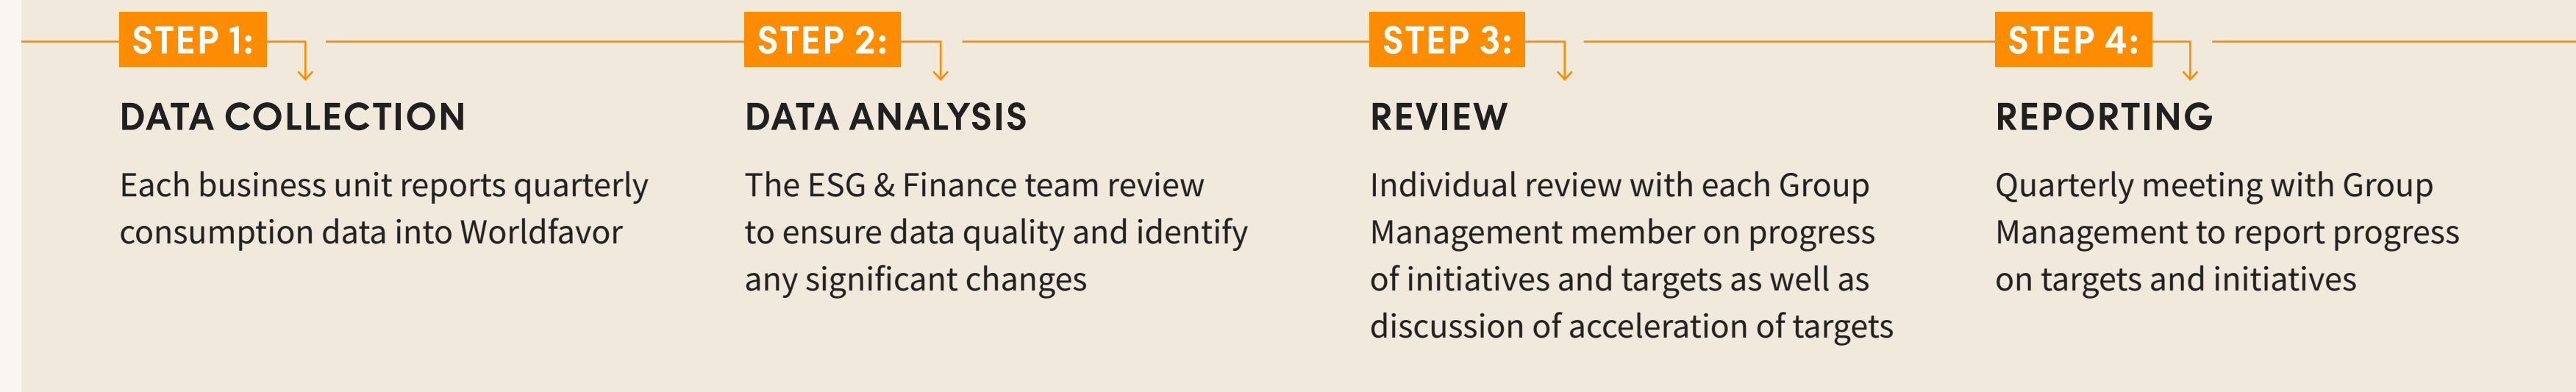 STEP 1:
DATA COLLECTION
Each business unit reports quarterly
consumption data into Worldfavor
STEP 2:
DATA ANALYSIS
The ESG & Finance team review
to ensure data quality and identify
any significant changes
STEP 3:
REVIEW
Individual review with each Group
Management member on progress
of initiatives and targets as well as
discussion of acceleration of targets
STEP 4:
REPORTING
Quarterly meeting with Group
Management to report progress
on targets and initiatives